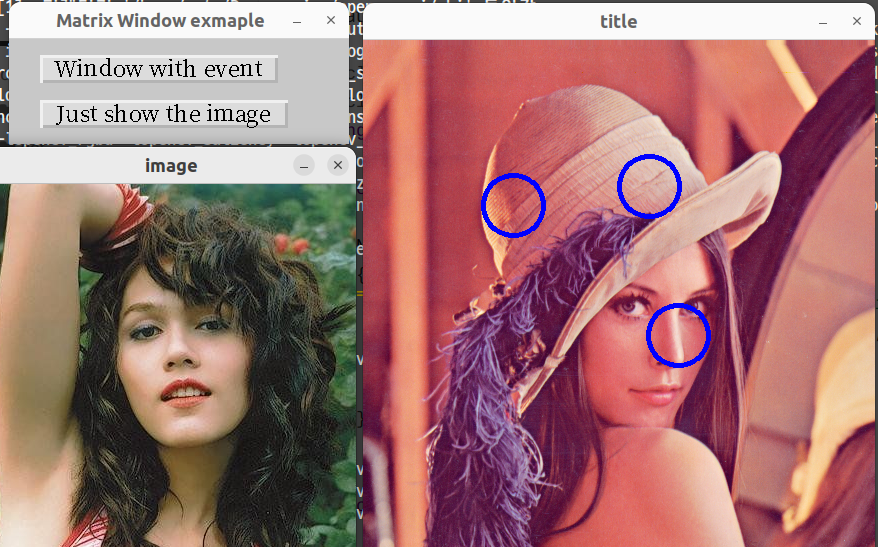 Matrix Window exmaple
title
Window with event
Just show the image
image